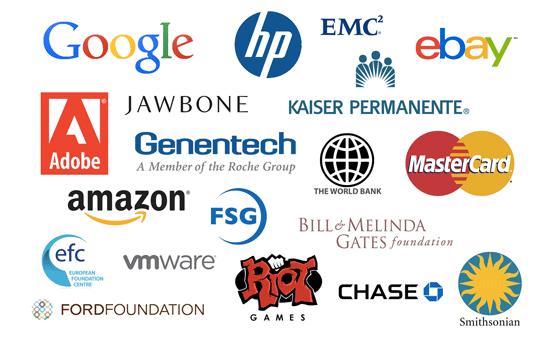 Google
hp
EMC²
ebay™
Adobe
JAWBONE
KAISER PERMANENTE®
Genentech
A Member of the Roche Group
THE WORLD BANK
MasterCard
amazon®
FSG
BILL & MELINDA
GATES foundation
efc
EUROPEAN
FOUNDATION
CENTRE
vmware®
RIOT
GAMES
CHASE
FORDFOUNDATION
Smithsonian